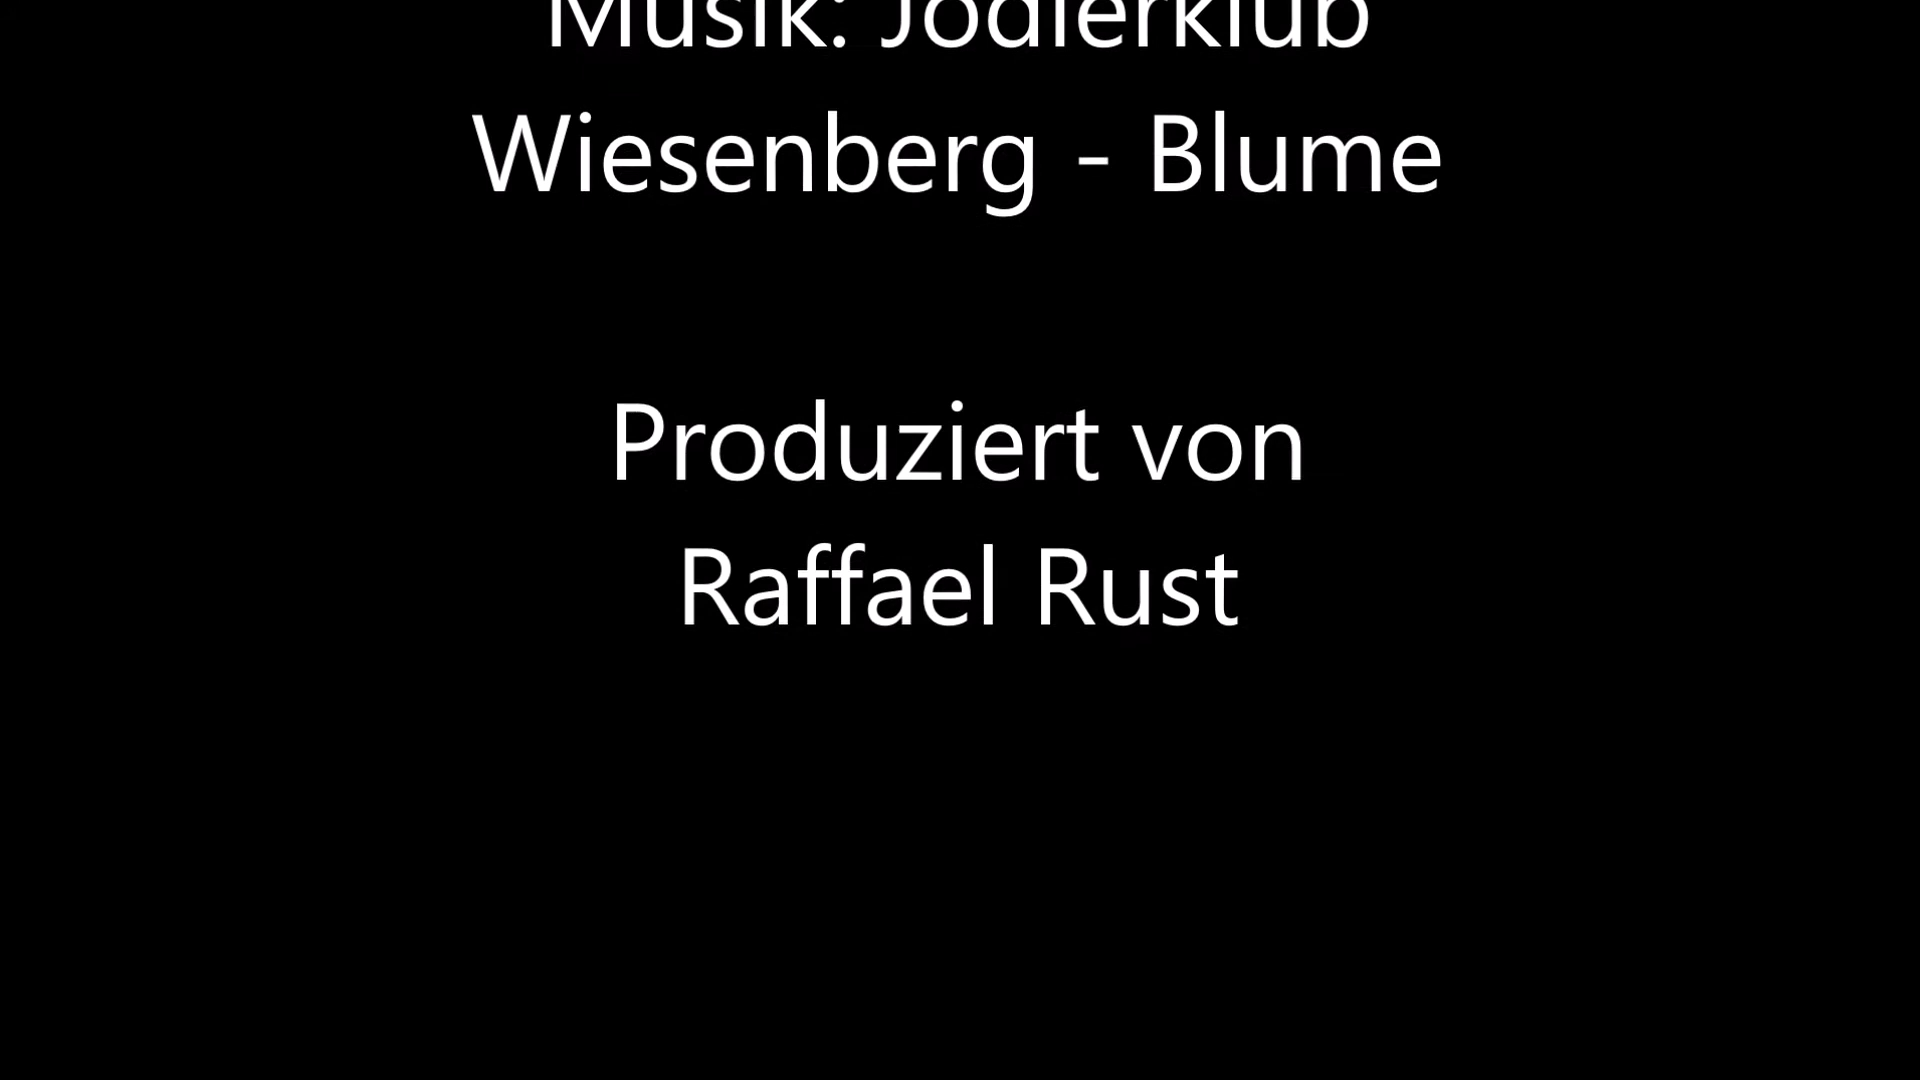 Musik: Jodlerklub
Wiesenberg - Blume
Produziert von
Raffael Rust